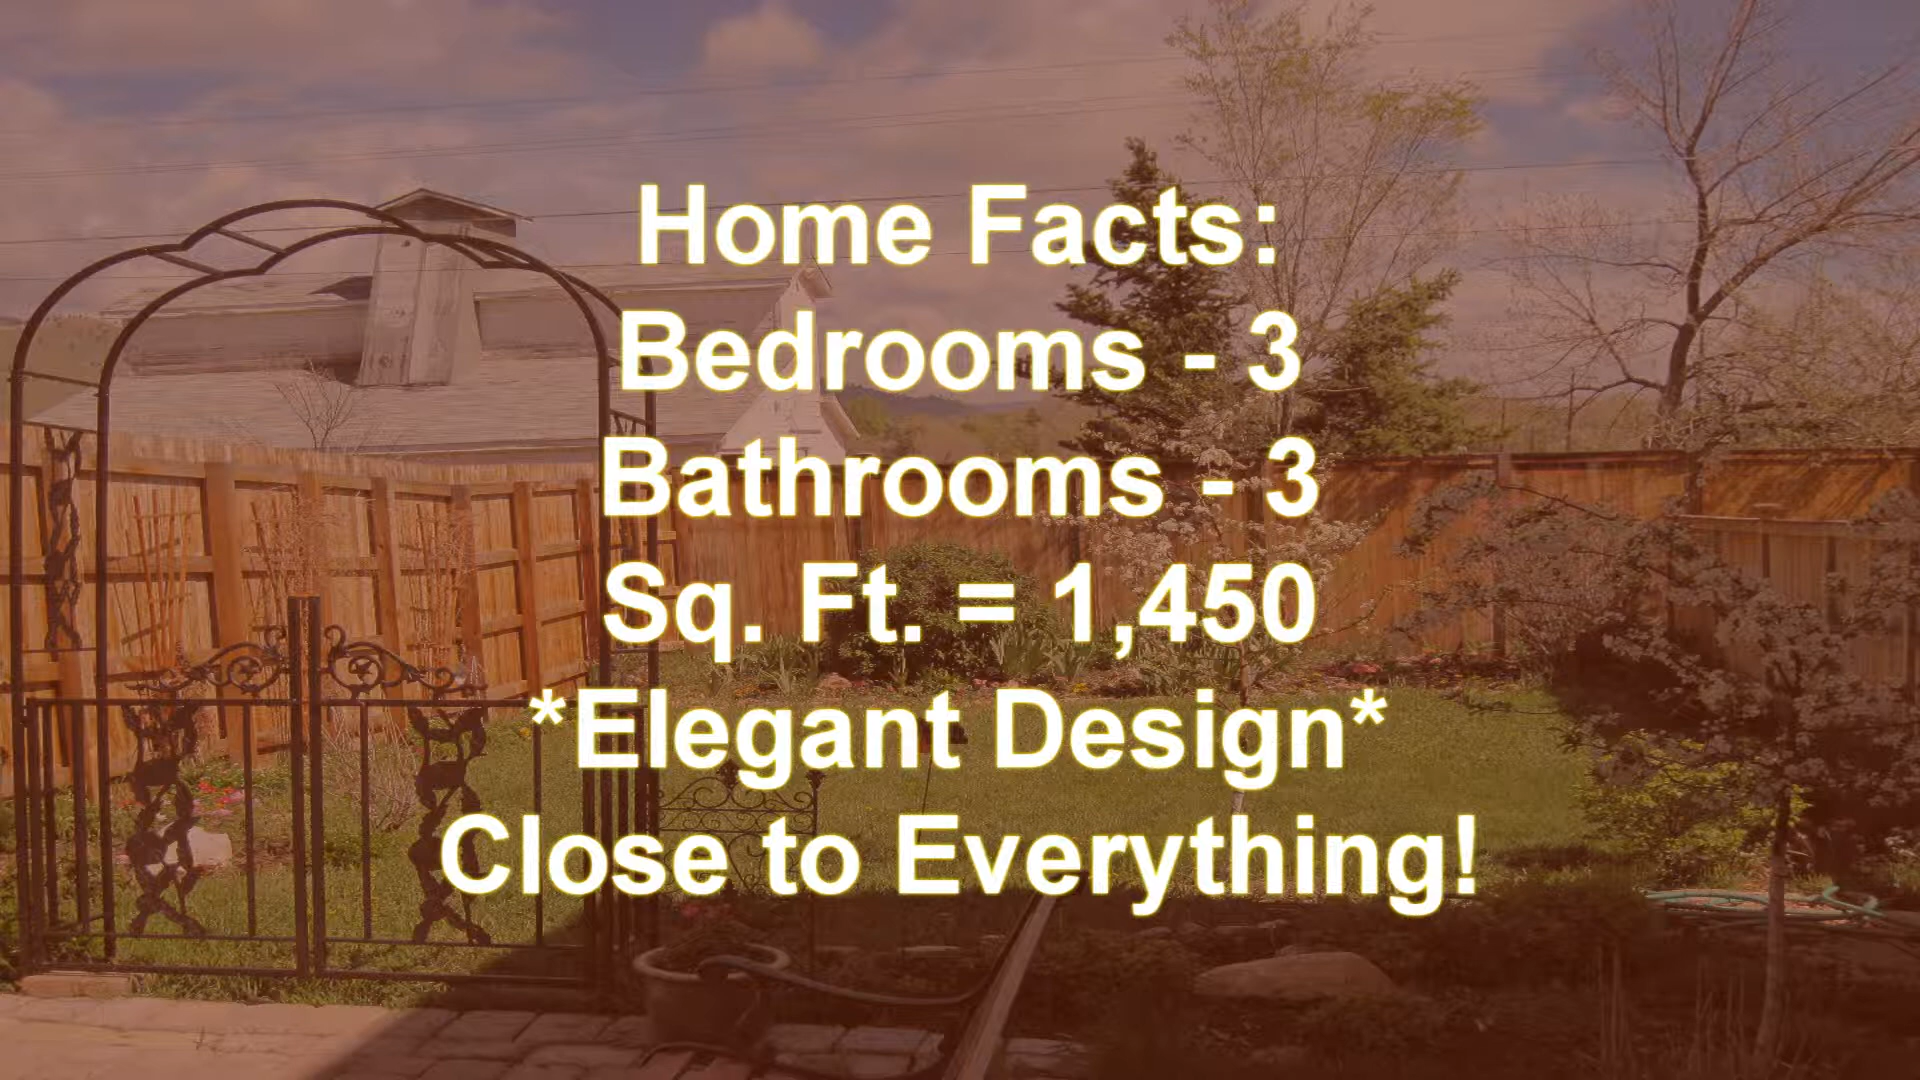 Home Facts:
Bedrooms - 3
Bathrooms - 3
Sq. Ft. = 1,450
*Elegant Design*
Close to Everything!